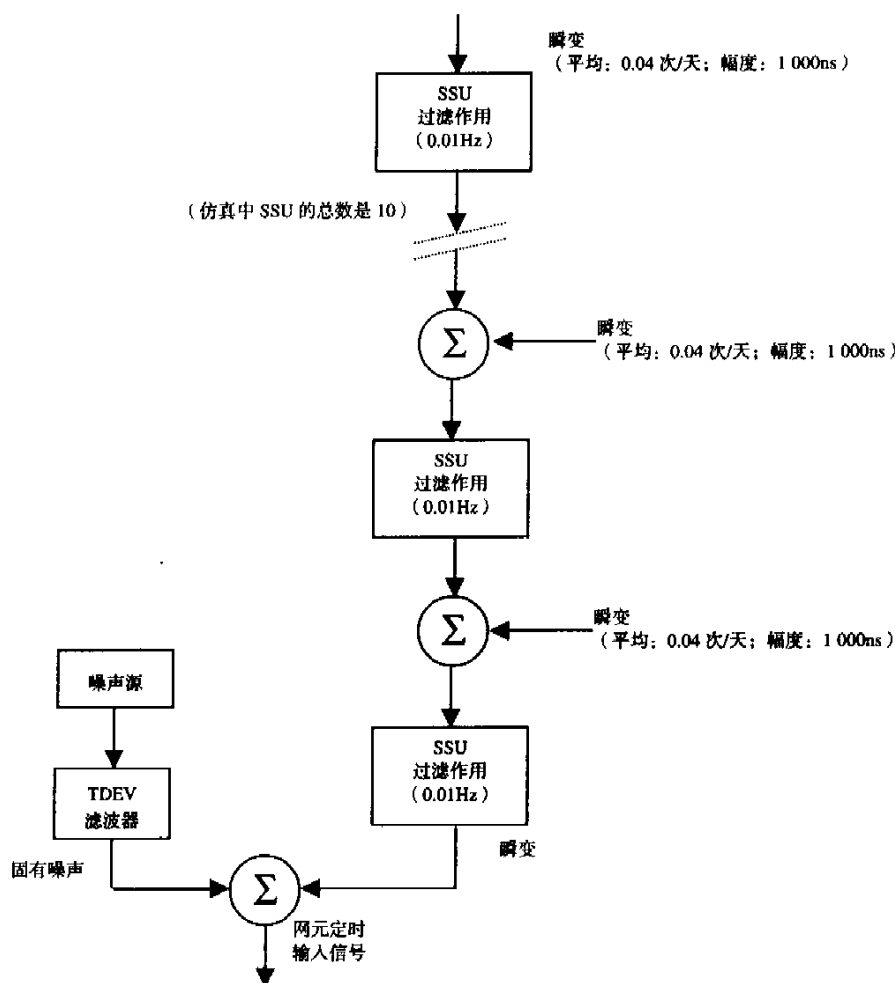 瞬变
（平均：0.04 次/天；幅度：1 000ns）
SSU
过滤作用
（0.01Hz）
（仿真中 SSU 的总数是 10）
Σ
瞬变
（平均：0.04 次/天；幅度：1 000ns）
SSU
过滤作用
（0.01Hz）
Σ
瞬变
（平均：0.04 次/天；幅度：1 000ns）
噪声源
SSU
过滤作用
（0.01Hz）
TDEV
滤波器
固有噪声
瞬变
Σ
网元定时
输入信号